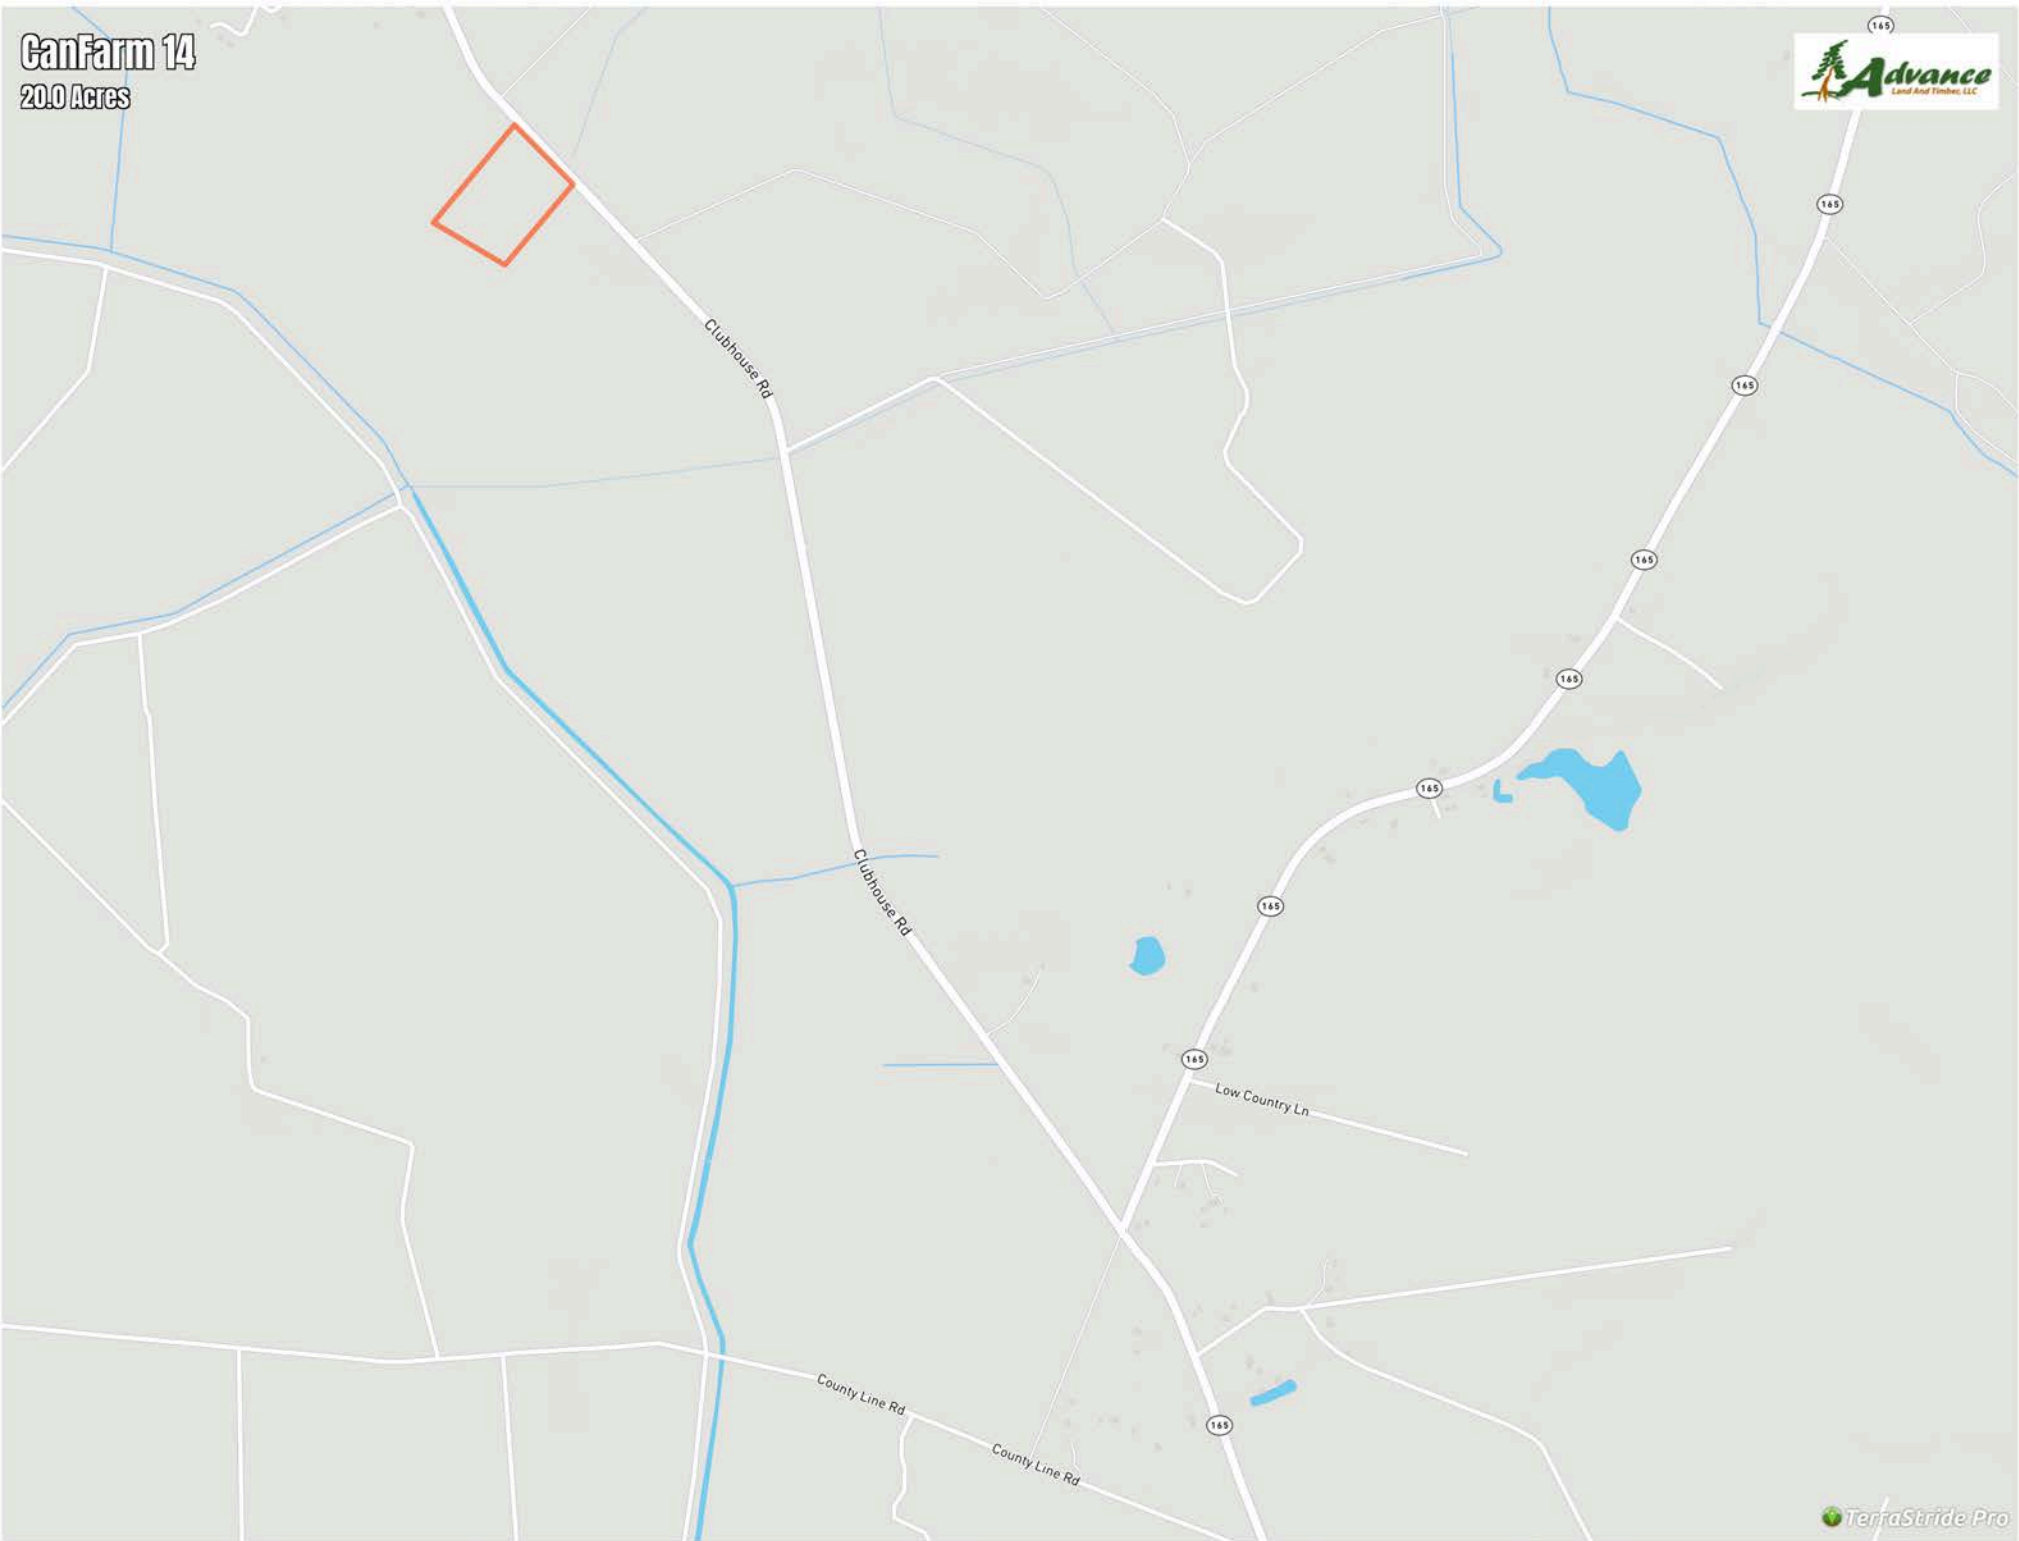 CanFarm 14
20.0 Acres
165
Advance
Land And Timber, LLC
165
Clubhouse Rd
165
165
165
165
Clubhouse Rd
165
165
Low Country Ln
County Line Rd
165
County Line Rd
TerraStride Pro